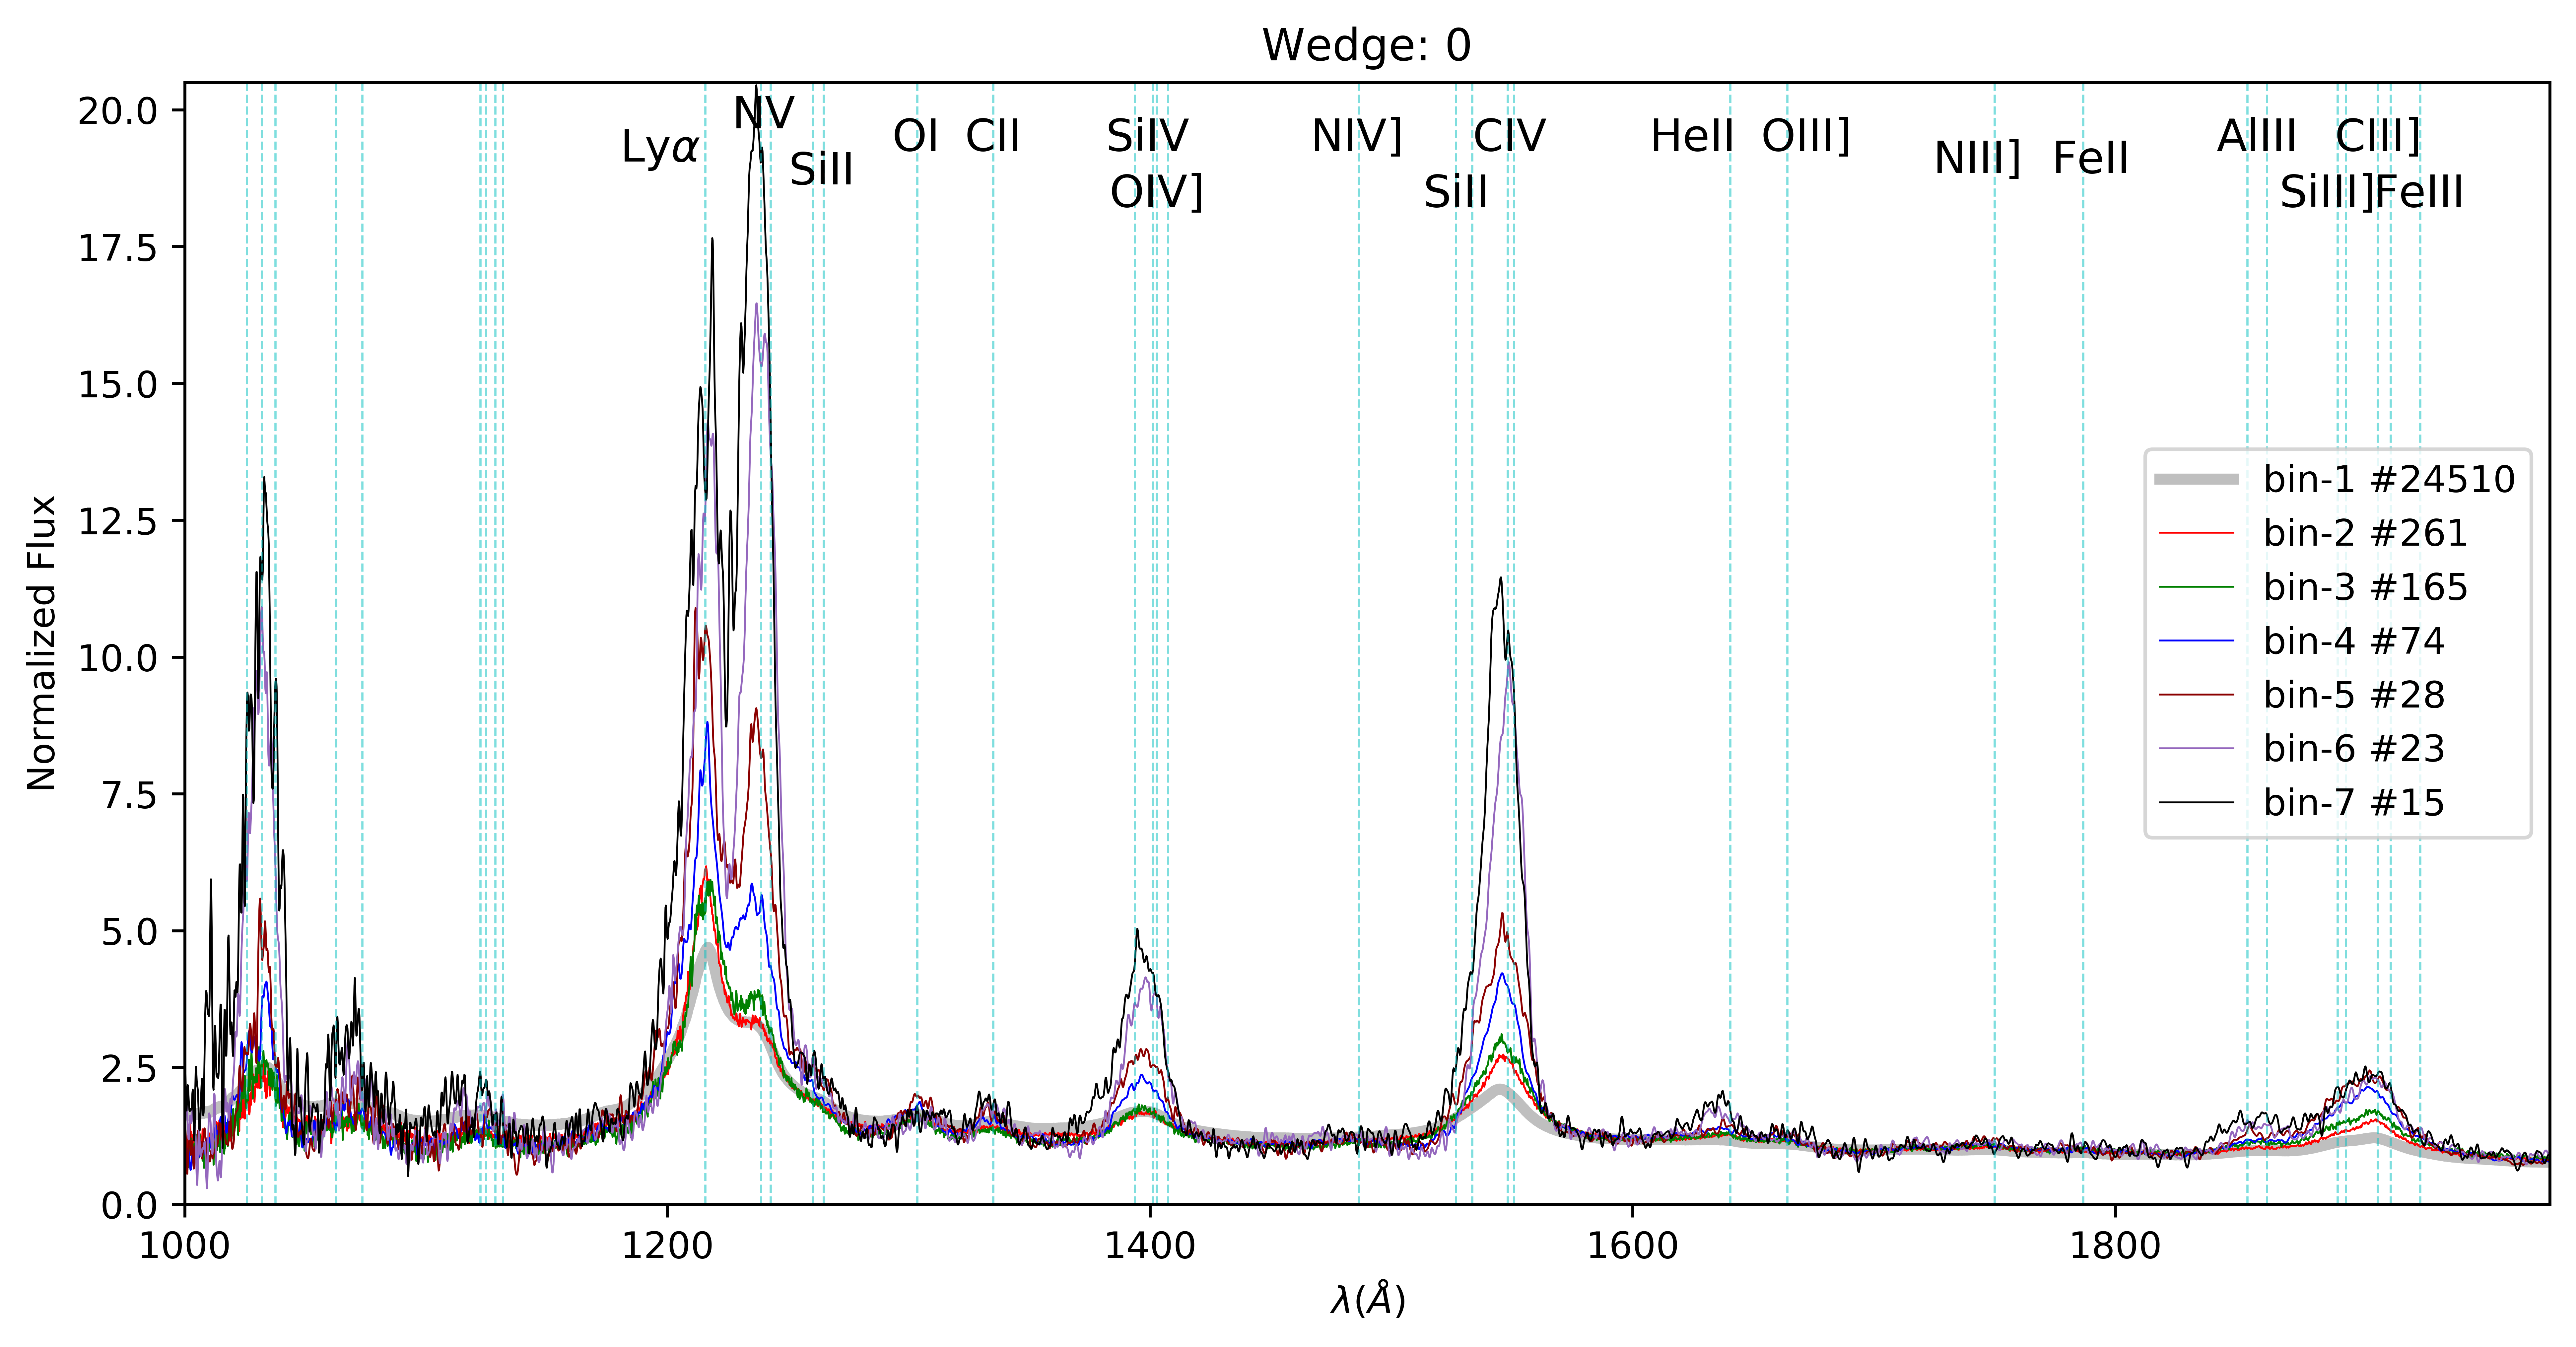 Wedge: 0
Normalized Flux
20.0
17.5
15.0
12.5
10.0
7.5
5.0
2.5
0.0
Lyα
NV
SiII
OI
CII
SiIV
OIV]
NIV]
SiII
CIV
HeII
OIII]
NIII]
FeII
AlIII
SiIII]
CIII]
FeIII
bin-1 #24510
bin-2 #261
bin-3 #165
bin-4 #74
bin-5 #28
bin-6 #23
bin-7 #15
1000
1200
1400
1600
1800
λ(Å)